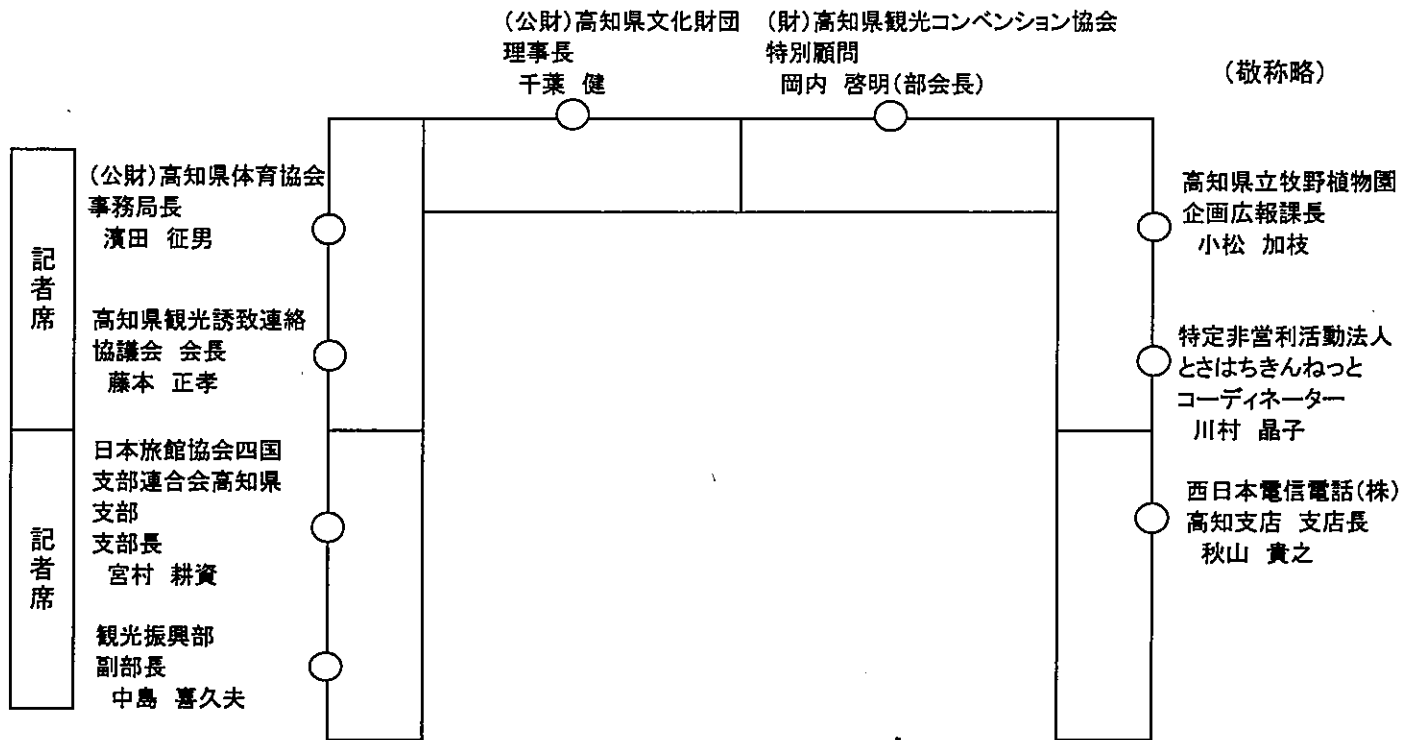 (公財)高知県文化財団
理事長
千葉 健
(財)高知県観光コンベンション協会
特別顧問
岡内 啓明(部会長)
(敬称略)
記者席
記者席
(公財)高知県体育協会
事務局長
濱田 征男
高知県観光誘致連絡
協議会 会長
藤本 正孝
日本旅館協会四国
支部連合会高知県
支部
支部長
宮村 耕資
観光振興部
副部長
中島 喜久夫
高知県立牧野植物園
企画広報課長
小松 加枝
特定非営利活動法人
とさはちきんねっと
コーディネーター
川村 晶子
西日本電信電話(株)
高知支店 支店長
秋山 貴之